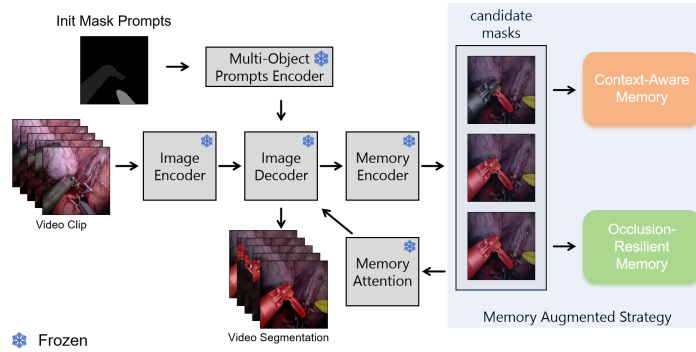 Init Mask Prompts
Multi-Object
Prompts Encoder
candidate
masks
Context-Aware
Memory
Image
Encoder
Image
Decoder
Memory
Encoder
Video Clip
Memory
Attention
Occlusion-
Resilient
Memory
Memory Augmented Strategy
Video Segmentation
Frozen